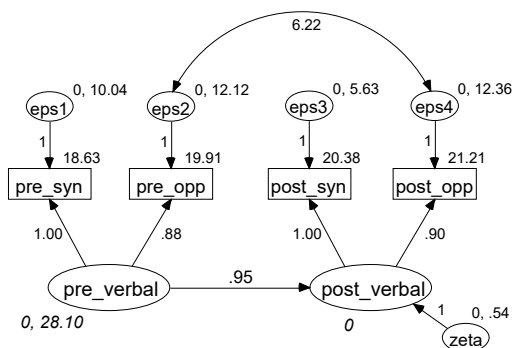 6.22
0, 10.04
0, 12.12
0, 5.63
0, 12.36
eps1
eps2
eps3
eps4
1
1
1
1
18.63
19.91
20.38
21.21
pre_syn
pre_opp
post_syn
post_opp
1.00
.88
1.00
.90
.95
pre_verbal
post_verbal
0, 28.10
0
1
0, .54
zeta